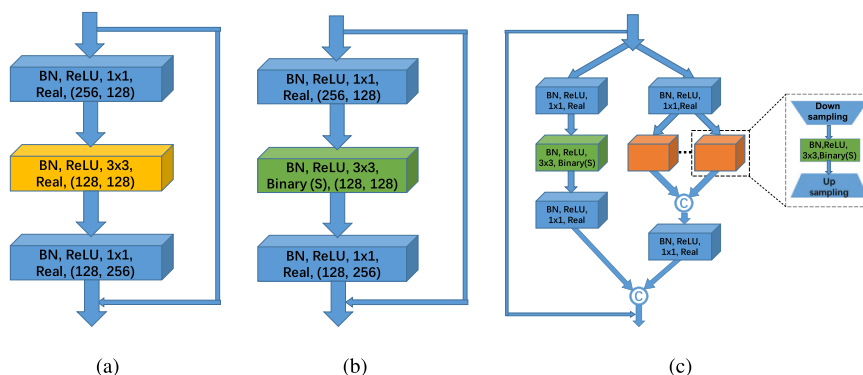 BN, ReLU, 1x1,
Real, (256, 128)
BN, ReLU, 3x3,
Real, (128, 128)
BN, ReLU, 1x1,
Real, (128, 256)
(a)
BN, ReLU, 1x1,
Real, (256, 128)
BN, ReLU, 3x3,
Binary (S), (128, 128)
BN, ReLU, 1x1,
Real, (128, 256)
(b)
BN, ReLU,
1x1, Real
BN, ReLU,
3x3, Binary(S)
BN, ReLU,
1x1, Real
BN, ReLU,
1x1,Real
C
BN, ReLU,
1x1, Real
C
Down
sampling
BN,ReLU,
3x3,Binary(S)
Up
sampling
(c)